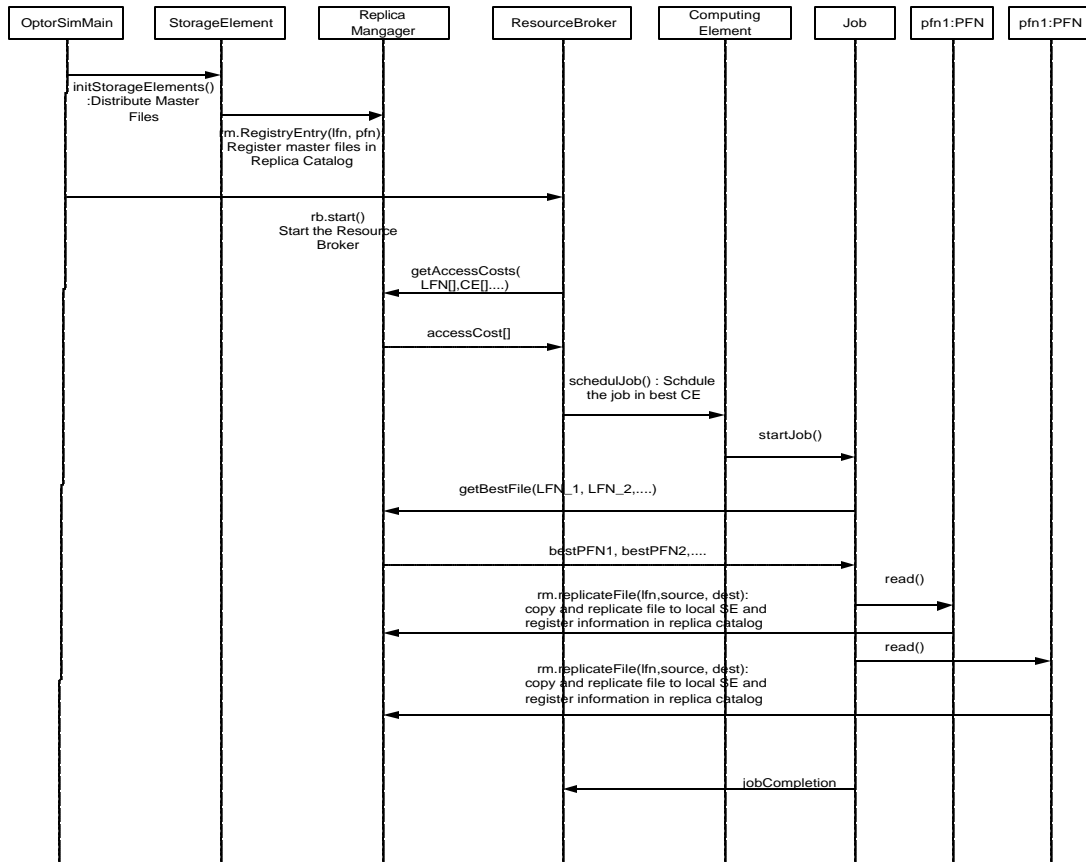 OptorSimMain
StorageElement
Replica
Mangager
ResourceBroker
Computing
Element
Job
pfn1:PFN
pfn1:PFN
initStorageElements()
:Distribute Master
Files
rm.RegistryEntry(lfn, pfn)
Register master files in
Replica Catalog
rb.start()
Start the Resource
Broker
getAccessCosts(
LFN[],CE[]....)
accessCost[]
schedulJob() : Schdule
the job in best CE
startJob()
getBestFile(LFN_1, LFN_2,....)
bestPFN1, bestPFN2,....
read()
rm.replicateFile(lfn,source, dest):
copy and replicate file to local SE and
register information in replica catalog
read()
rm.replicateFile(lfn,source, dest):
copy and replicate file to local SE and
register information in replica catalog
jobCompletion